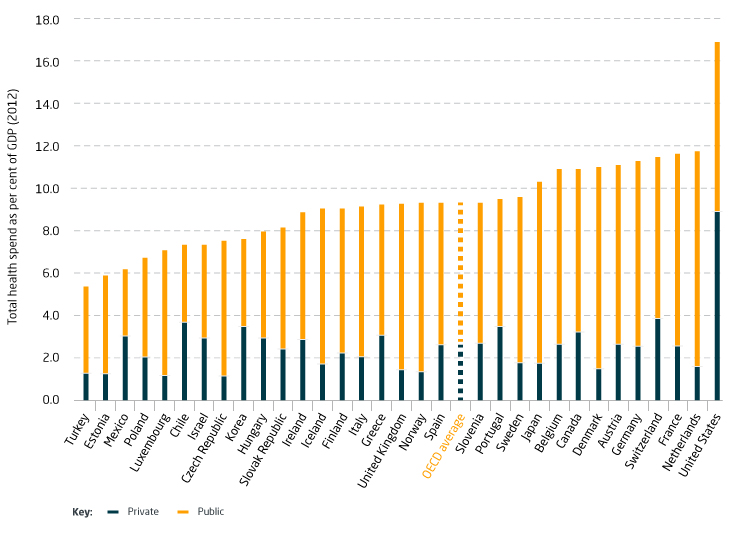 Total health spend as per cent of GDP (2012)
18.0
16.0
14.0
12.0
10.0
8.0
6.0
4.0
2.0
0.0
Turkey
Estonia
Mexico
Poland
Luxembourg
Chile
Israel
Czech Republic
Korea
Hungary
Slovak Republic
Ireland
Iceland
Finland
Italy
Greece
United Kingdom
Norway
Spain
OECD average
Slovenia
Portugal
Sweden
Japan
Belgium
Canada
Denmark
Austria
Germany
Switzerland
France
Netherlands
United States
Key: Private Public